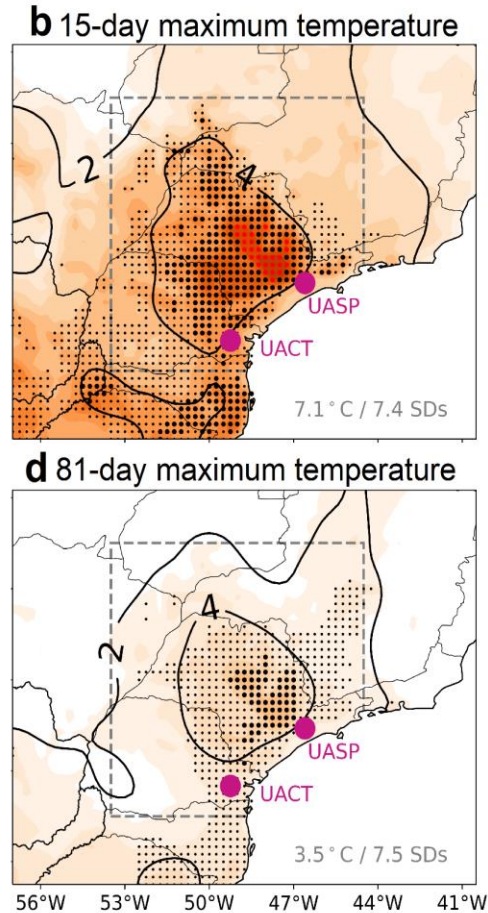 b 15-day maximum temperature
2
4
UASP
UACT
7.1°C / 7.4 SDs
d 81-day maximum temperature
4
2
UASP
UACT
3.5°C / 7.5 SDs
56°W 53°W 50°W 47°W 44°W 41°W